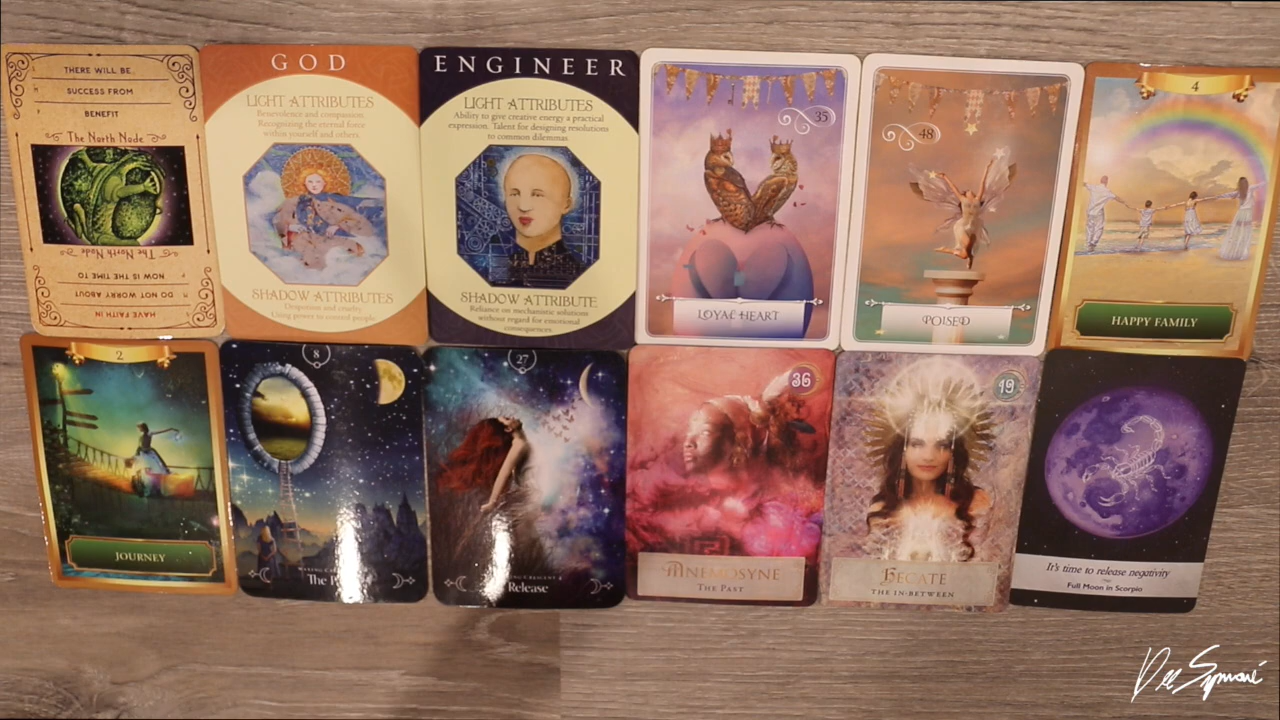 THERE WILL BE
SUCCESS FROM
BENEFIT
The North Node
The North Node
NOW IS THE TIME TO
DO NOT WORRY ABOUT
HAVE FAITH IN
GOD
LIGHT ATTRIBUTES
Benevolence and compassion.
Recognizing the eternal force
within yourself and others.
SHADOW ATTRIBUTES
Despotism and cruelty.
Using power to control people.
ENGINEER
LIGHT ATTRIBUTES
Ability to give creative energy a practical
expression. Talent for designing resolutions
to common dilemmas.
SHADOW ATTRIBUTE
Reliance on mechanistic solutions
without regard for emotional
consequences.
35
LOYAL HEART
48
POISED
4
HAPPY FAMILY
2
JOURNEY
8
The
27
Release
36
MNEMOSYNE
THE PAST
19
HECATE
THE IN-BETWEEN
It's time to release negativity
Full Moon in Scorpio
Dee Symoné